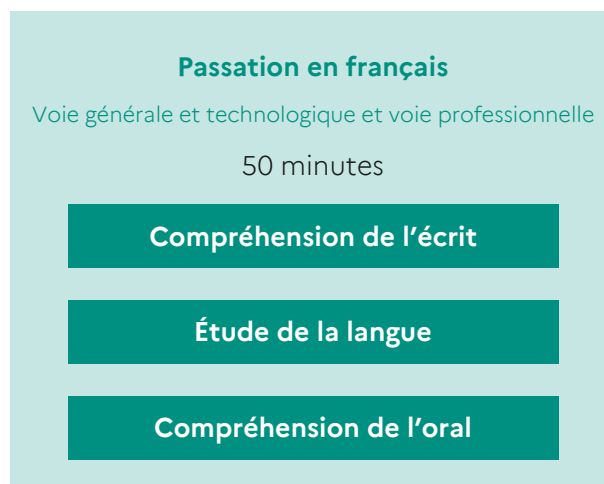 Passation en français
Voie générale et technologique et voie professionnelle
50 minutes
Compréhension de l’écrit
Étude de la langue
Compréhension de l’oral